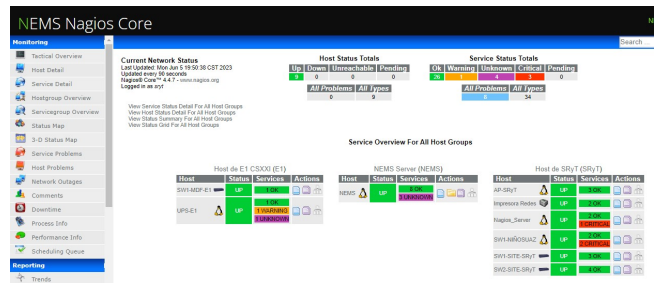 NEMS Nagios Core
Search ...
Monitoring
Tactical Overview
Host Detail
Service Detail
Hostgroup Overview
Servicegroup Overview
Status Map
3-D Status Map
Service Problems
Host Problems
Network Outages
Comments
Downtime
Process Info
Performance Info
Scheduling Queue
Reporting
Trends
Current Network Status
Last Updated: Mon Jun 5 19:50:38 CST 2023
Updated every 90 seconds
Nagios® Core™ 4.4.7 - www.nagios.org
Logged in as sryt
View Service Status Detail For All Host Groups
View Host Status Detail For All Host Groups
View Status Summary For All Host Groups
View Status Grid For All Host Groups
Host Status Totals
Up Down Unreachable Pending
9 0 0 0
All Problems All Types
0 9
Service Status Totals
Ok Warning Unknown Critical Pending
26 1 4 3 0
All Problems All Types
8 34
Service Overview For All Host Groups
Host de E1 CSXXI (E1)
Host Status Services Actions
SW1-MDF-E1 UP 1 OK
UPS-E1 UP 1 OK
1 WARNING
1 UNKNOWN
NEMS Server (NEMS)
Host Status Services Actions
NEMS UP 8 OK
3 UNKNOWN
Host de SRyT (SRyT)
Host Status Services Actions
AP-SRyT UP 3 OK
Impresora Redes UP 1 OK
Nagios_Server UP 2 OK
1 CRITICAL
SW1-NIÑOSUAZ UP 2 OK
2 CRITICAL
SW1-SITE-SRyT UP 3 OK
SW2-SITE-SRyT UP 4 OK